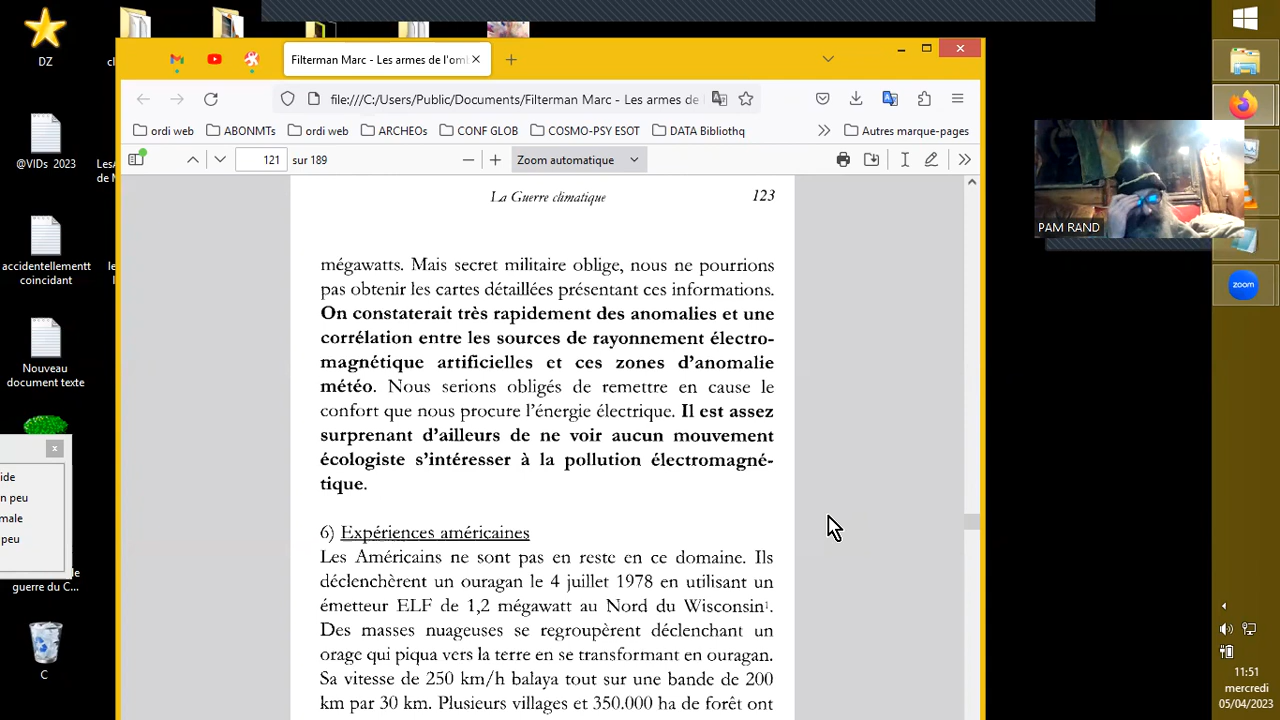 DZ
@VIDs 2023
accidentellementt
coincidant
Nouveau
document texte
guerre du C...
C
ide
n peu
male
peu
Filterman Marc - Les armes de l'om
file:///C:/Users/Public/Documents/Filterman Marc - Les armes de
ordi web
ABONMTs
ordi web
ARCHEOs
CONF GLOB
COSMO-PSY ESOT
DATA Bibliothq
Autres marque-pages
121
sur 189
Zoom automatique
La Guerre climatique
123
mégawatts. Mais secret militaire oblige, nous ne pourrions
pas obtenir les cartes détaillées présentant ces informations.
On constaterait très rapidement des anomalies et une
corrélation entre les sources de rayonnement électro-
magnétique artificielles et ces zones d'anomalie
météo. Nous serions obligés de remettre en cause le
confort que nous procure l'énergie électrique. Il est assez
surprenant d'ailleurs de ne voir aucun mouvement
écologiste s'intéresser à la pollution électromagné-
tique.
6) Expériences américaines
Les Américains ne sont pas en reste en ce domaine. Ils
déclenchèrent un ouragan le 4 juillet 1978 en utilisant un
émetteur ELF de 1,2 mégawatt au Nord du Wisconsin¹.
Des masses nuageuses se regroupèrent déclenchant un
orage qui piqua vers la terre en se transformant en ouragan.
Sa vitesse de 250 km/h balaya tout sur une bande de 200
km par 30 km. Plusieurs villages et 350.000 ha de forêt ont
PAM RAND
zoom
11:51
mercredi
05/04/2023